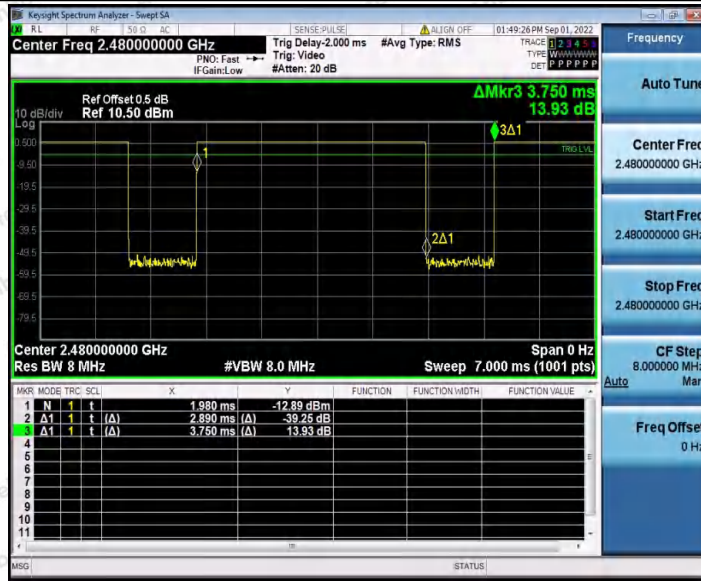 Keysight Spectrum Analyzer - Swept SA
RL RF 50 Ω AC SENSE:PULSE ALIGN OFF 01:49:26 PM Sep 01, 2022
Center Freq 2.480000000 GHz
PNO: Fast
IFGain:Low
Trig Delay-2.000 ms
Trig: Video
#Atten: 20 dB
#Avg Type: RMS
TRACE 1 2 3 4 5 6
TYPE WWWWWW
DET P P P P P P
ΔMkr3 3.750 ms
13.93 dB
Ref Offset 0.5 dB
10 dB/div Ref 10.50 dBm
Log
0.500
-9.50
-19.5
-29.5
-39.5
-49.5
-59.5
-69.5
-79.5
1
2Δ1
3Δ1
TRIG LVL
Center 2.480000000 GHz Span 0 Hz
Res BW 8 MHz #VBW 8.0 MHz Sweep 7.000 ms (1001 pts)
MKR MODE TRC SCL X Y FUNCTION FUNCTION WIDTH FUNCTION VALUE
1 N 1 t 1.980 ms -12.89 dBm
2 Δ1 1 t (Δ) 2.890 ms (Δ) -39.25 dB
3 Δ1 1 t (Δ) 3.750 ms (Δ) 13.93 dB
4
5
6
7
8
9
10
11
MSG STATUS
Frequency
Auto Tune
Center Freq
2.480000000 GHz
Start Freq
2.480000000 GHz
Stop Freq
2.480000000 GHz
CF Step
8.000000 MHz
Auto Man
Freq Offset
0 Hz